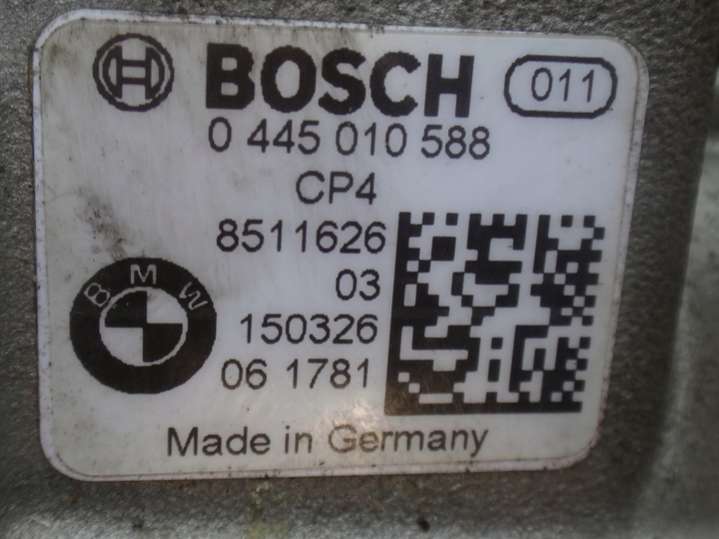 BOSCH 011
0 445 010 588
CP4
8511626
03
BMW
150326
06 1781
Made in Germany